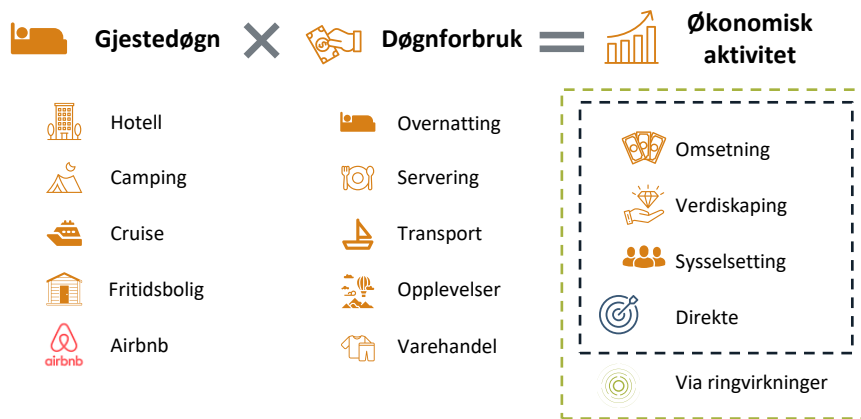 Gjestedøgn
Døgnforbruk
Økonomisk
aktivitet
Hotell
Camping
Cruise
Fritidsbolig
airbnb
Airbnb
Overnatting
Servering
Transport
Opplevelser
Varehandel
Omsetning
Verdiskaping
Sysselsetting
Direkte
Via ringvirkninger